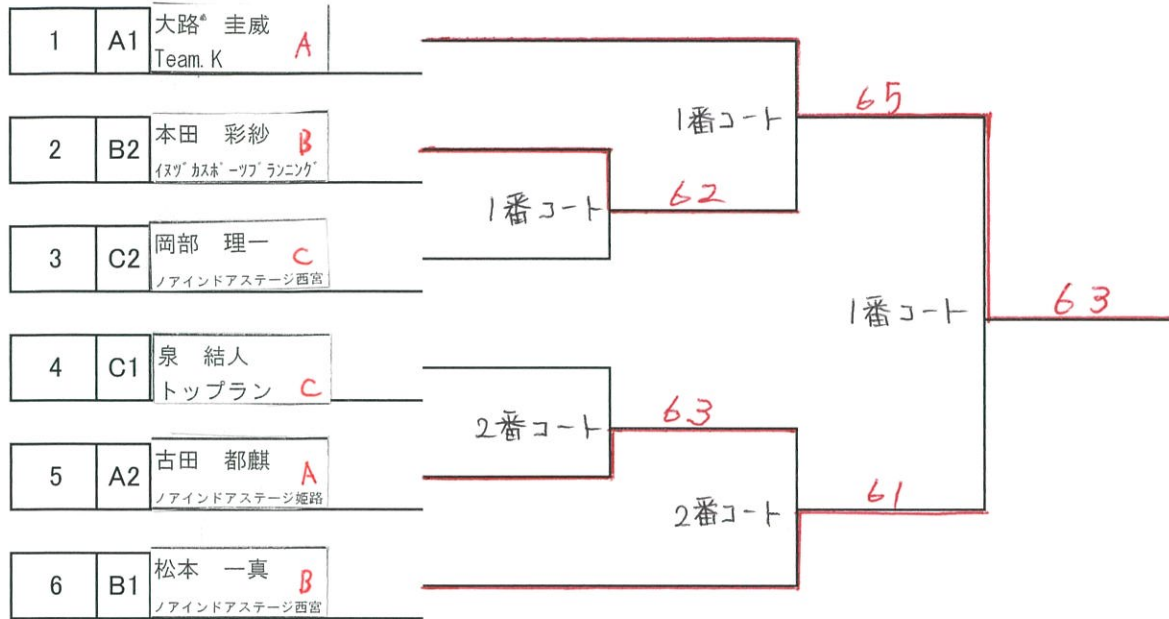 1 A1 大路 圭威 A
Team.K
65
1番コート
2 B2 本田 彩紗 B
イヌヅカスポーツプランニング
62
1番コート
3 C2 岡部 理一 C
ノアインドアステージ西宮
63
1番コート
4 C1 泉 結人
トップラン C
63
2番コート
5 A2 古田 都麒 A
ノアインドアステージ姫路
61
2番コート
6 B1 松本 一真 B
ノアインドアステージ西宮